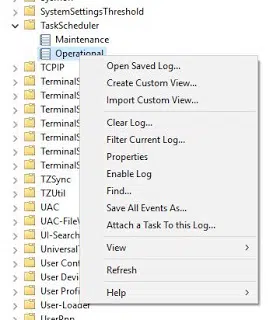 SystemSettingsThreshold
TaskScheduler
Maintenance
Operational
TCPIP
Open Saved Log...
Create Custom View...
Import Custom View...
Clear Log...
Filter Current Log...
Properties
Enable Log
Find...
Save All Events As...
Attach a Task To this Log...
View
Refresh
Help
TerminalS
TerminalS
TerminalS
TerminalS
TerminalS
TZSync
TZUtil
UAC
UAC-FileV
UI-Search
Universal
User Cont
User Devi
User Profi
User-Loader
UserPnp